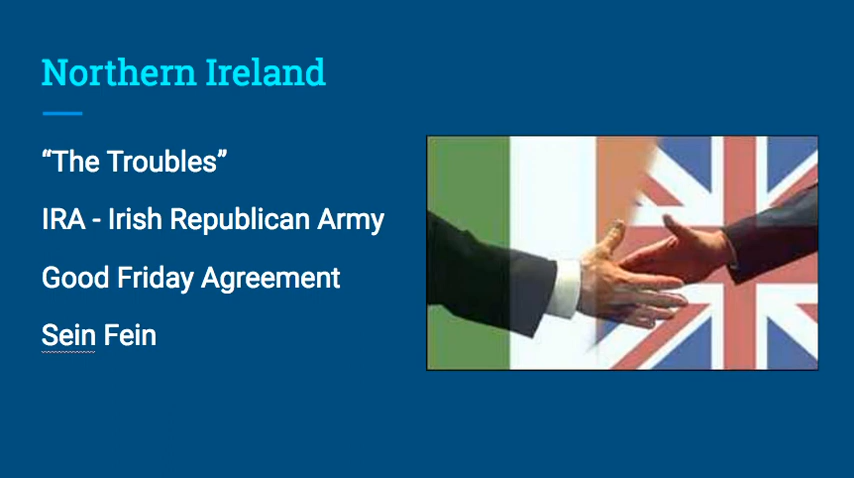 Northern Ireland
“The Troubles”
IRA - Irish Republican Army
Good Friday Agreement
Sein Fein